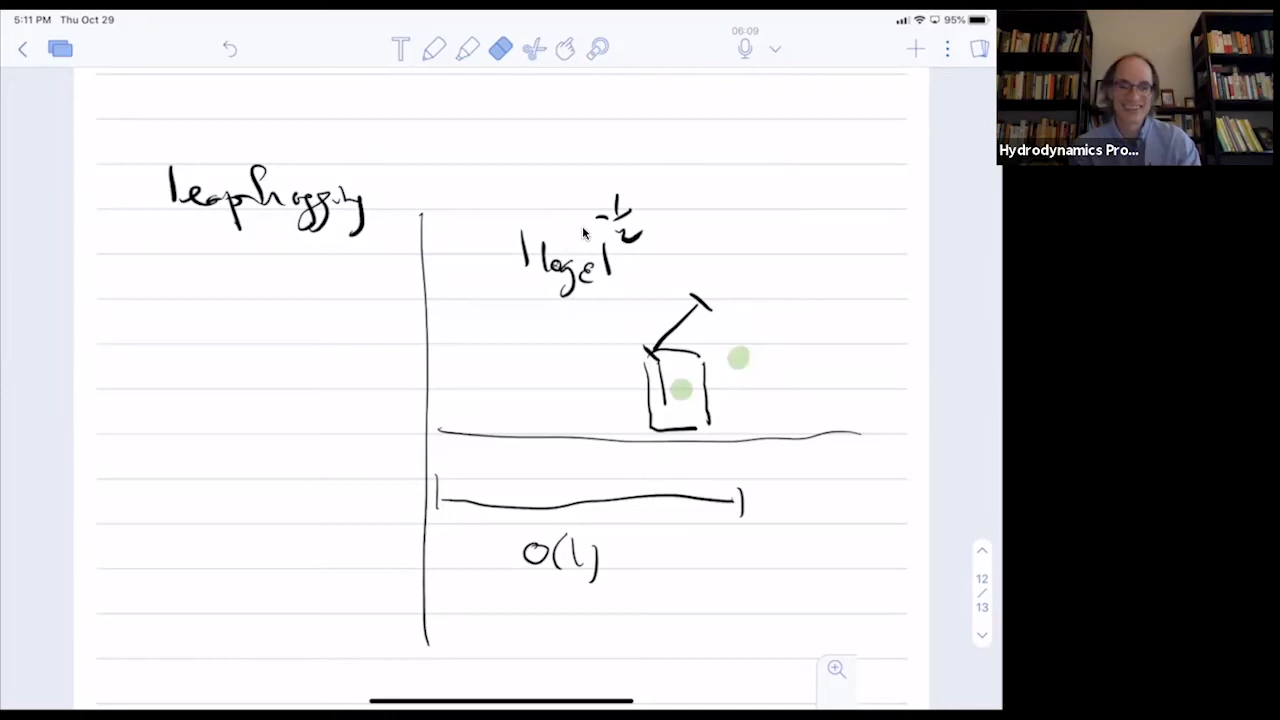 5:11 PM Thu Oct 29
95%
06:09
Hydrodynamics Pro...
leapfrogging
|log ε|^{-1/2}
O(1)
12
/
13